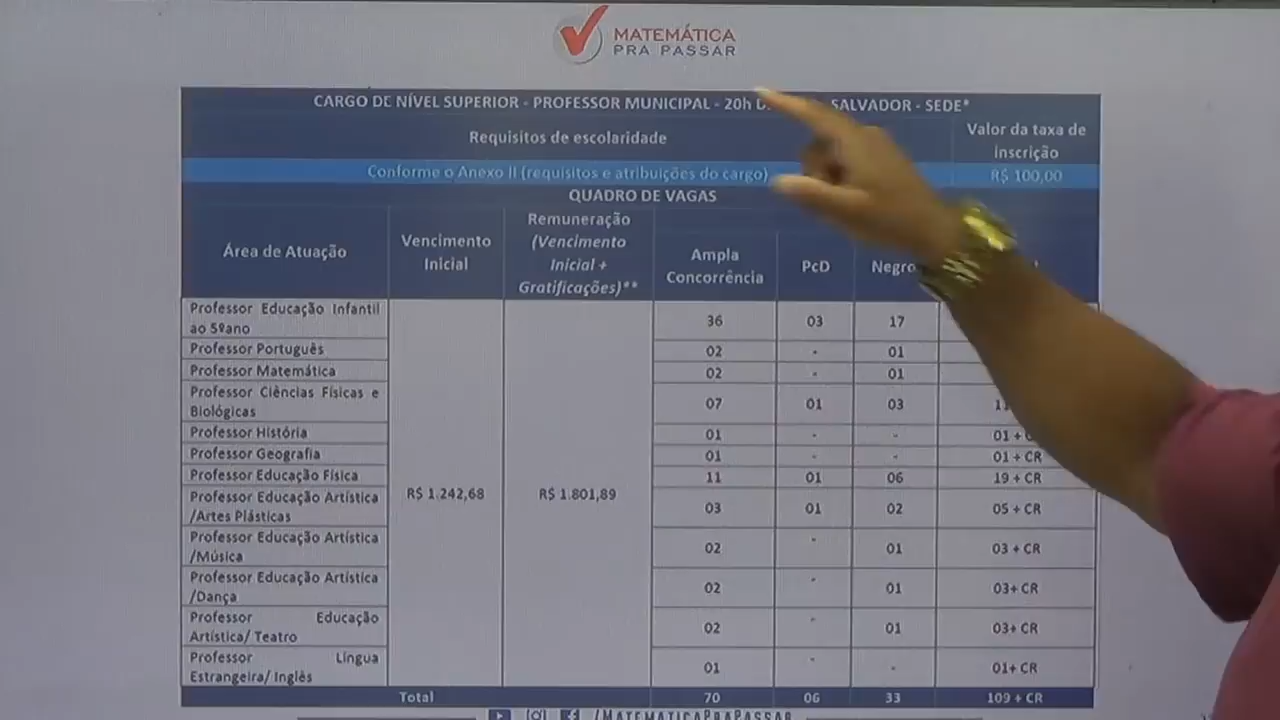 MATEMÁTICA
PRA PASSAR
CARGO DE NÍVEL SUPERIOR - PROFESSOR MUNICIPAL - 20h SALVADOR - SEDE*
Requisitos de escolaridade
Valor da taxa de
inscrição
Conforme o Anexo II (requisitos e atribuições do cargo)
R$ 100,00
QUADRO DE VAGAS
Área de Atuação
Vencimento
Inicial
Remuneração
(Vencimento
Inicial +
Gratificações)**
Ampla
Concorrência
PcD
Negro
Professor Educação Infantil
ao 5ºano
36 03 17
Professor Português
02 - 01
Professor Matemática
02 - 01
Professor Ciências Físicas e
Biológicas
07 01 03
Professor História
01 - - 01 +
Professor Geografia
01 - - 01 + CR
Professor Educação Física
11 01 06 19 + CR
R$ 1.242,68 R$ 1.801,89
Professor Educação Artística
/Artes Plásticas
03 01 02 05 + CR
Professor Educação Artística
/Música
02 - 01 03 + CR
Professor Educação Artística
/Dança
02 - 01 03+ CR
Professor Educação
Artística/ Teatro
02 - 01 03+ CR
Professor Língua
Estrangeira/ Inglês
01 - - 01+ CR
Total 70 06 33 109 + CR
/MATEMATICAPRAPASSAR